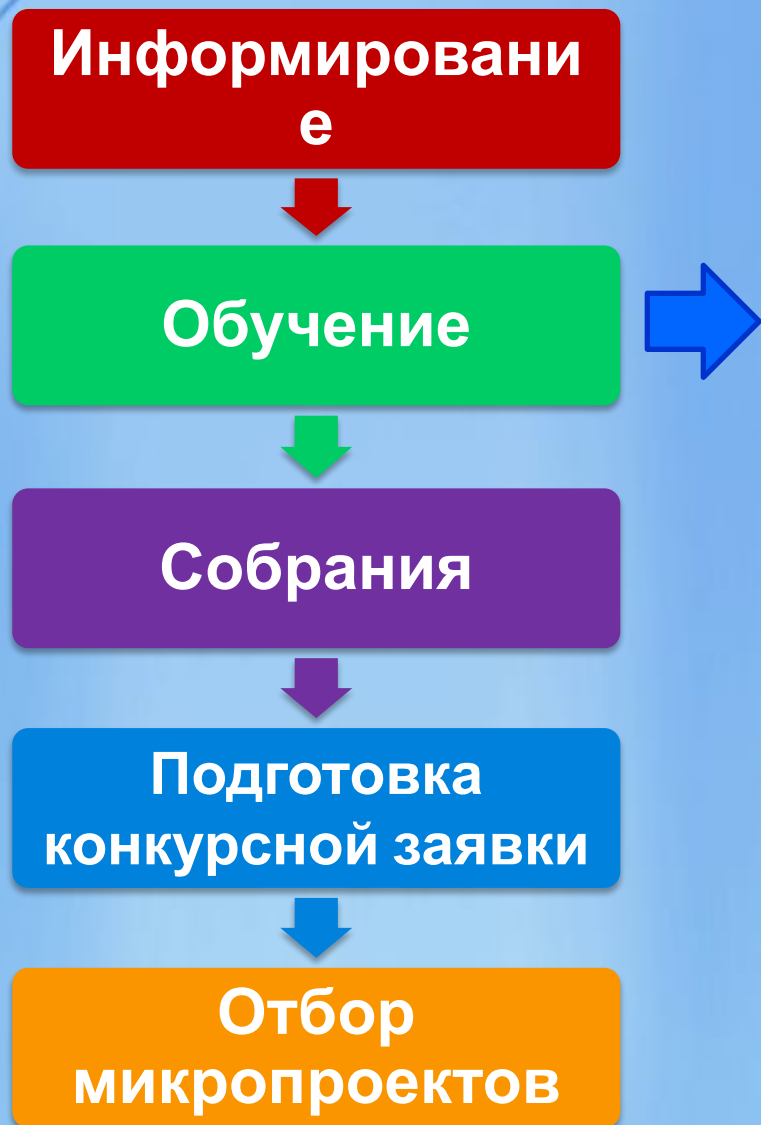 Информировани
е
Обучение
Собрания
Подготовка
конкурсной заявки
Отбор
микропроектов